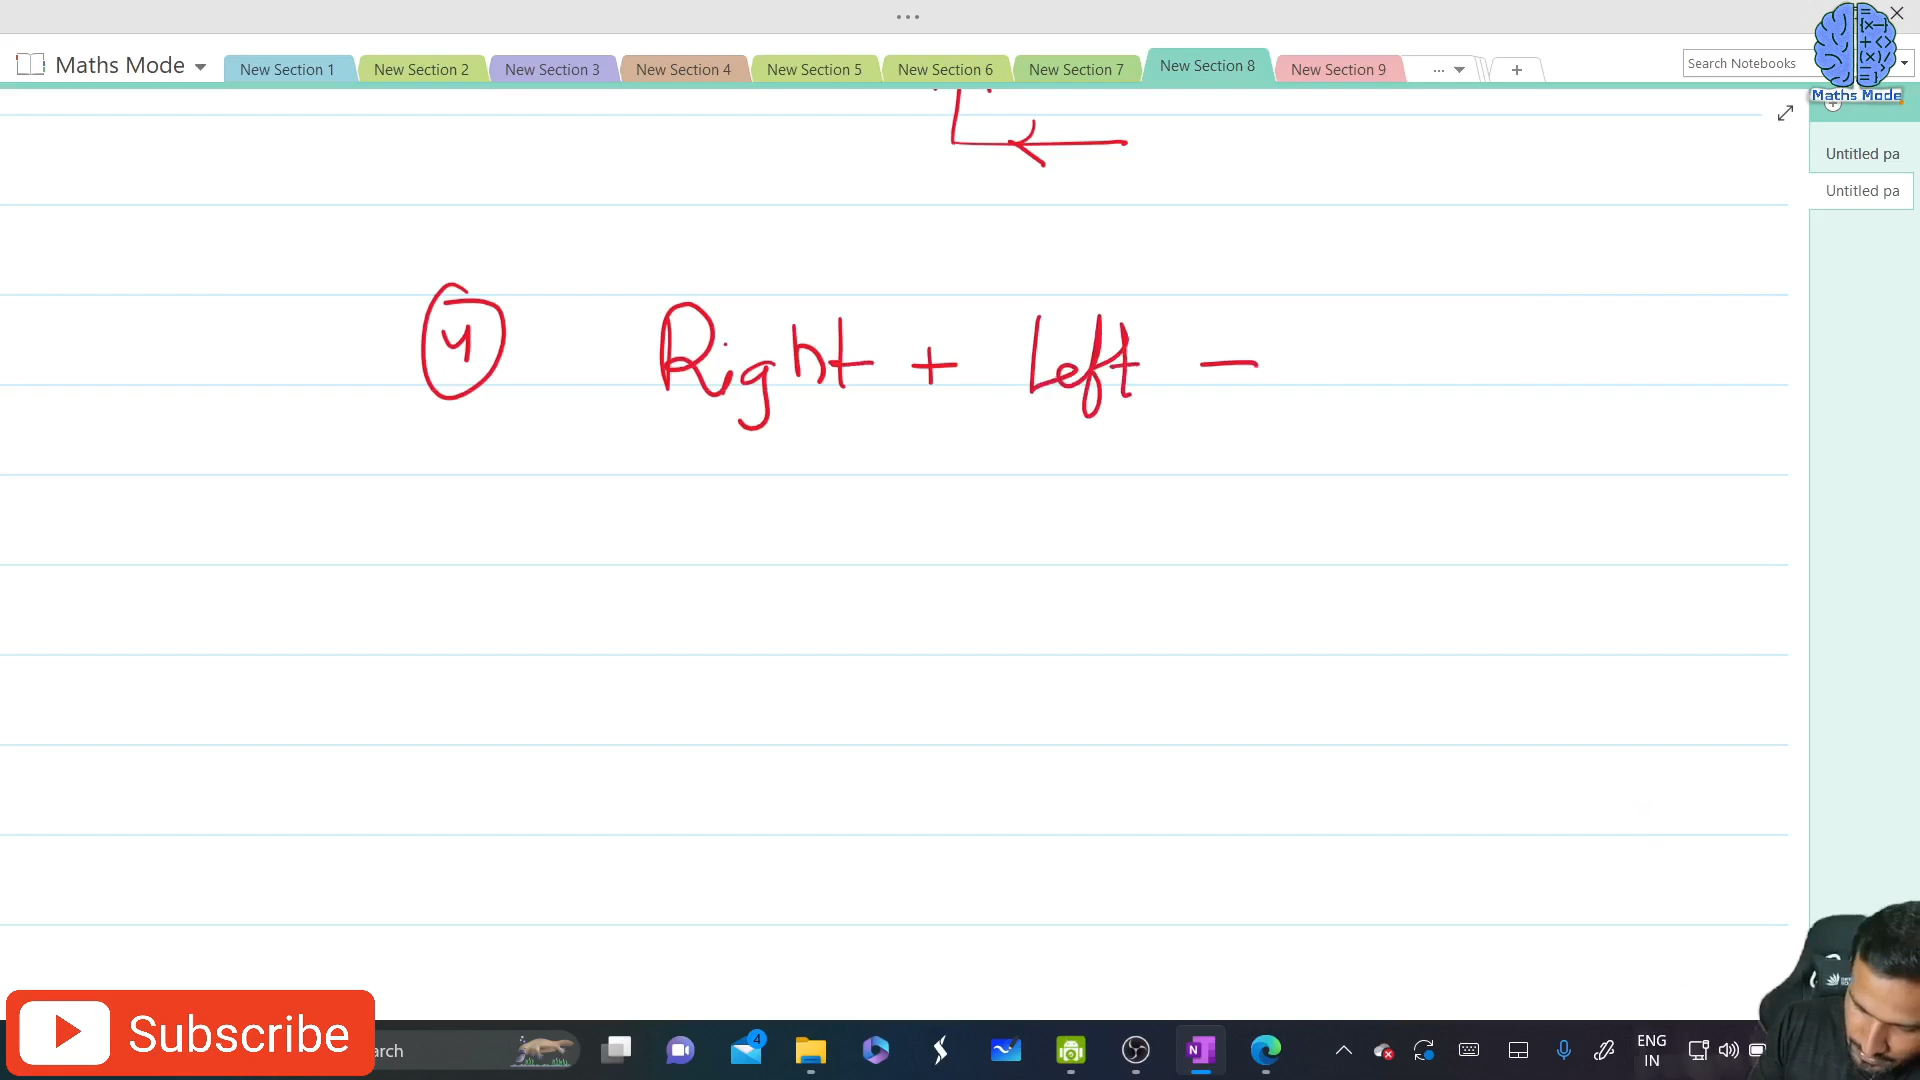 Maths Mode
New Section 1
New Section 2
New Section 3
New Section 4
New Section 5
New Section 6
New Section 7
New Section 8
New Section 9
...
+
Search Notebooks
Maths Mode
Untitled pa
Untitled pa
4 Right + Left -
Subscribe
arch
4
ENG
IN